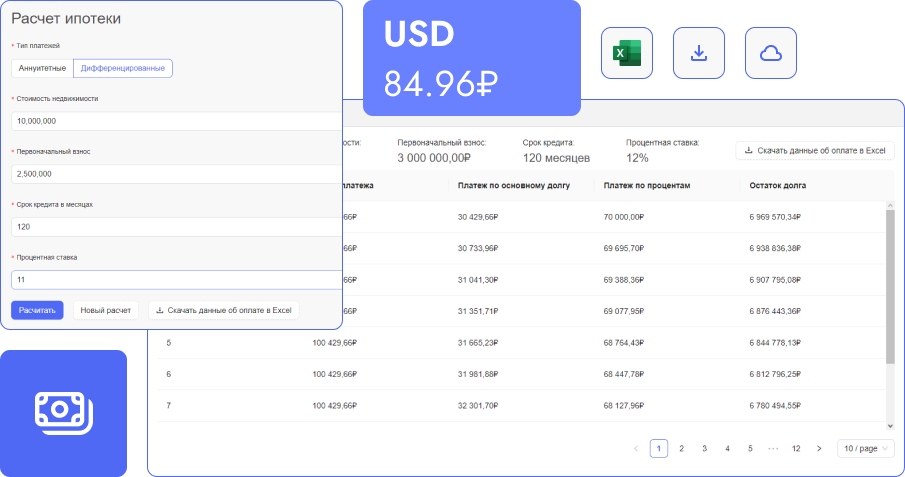 Расчет ипотеки
* Тип платежей
Аннуитетные Дифференцированные
* Стоимость недвижимости
10,000,000
* Первоначальный взнос
2,500,000
* Срок кредита в месяцах
120
* Процентная ставка
11
Расчитать Новый расчет Скачать данные об оплате в Excel
USD
84.96₽
X
ости: Первоначальный взнос: Срок кредита: Процентная ставка:
3 000 000,00₽ 120 месяцев 12%
Скачать данные об оплате в Excel
платежа Платеж по основному долгу Платеж по процентам Остаток долга
,66₽ 30 429,66₽ 70 000,00₽ 6 969 570,34₽
,66₽ 30 733,96₽ 69 695,70₽ 6 938 836,38₽
,66₽ 31 041,30₽ 69 388,36₽ 6 907 795,08₽
,66₽ 31 351,71₽ 69 077,95₽ 6 876 443,36₽
5 100 429,66₽ 31 665,23₽ 68 764,43₽ 6 844 778,13₽
6 100 429,66₽ 31 981,88₽ 68 447,78₽ 6 812 796,25₽
7 100 429,66₽ 32 301,70₽ 68 127,96₽ 6 780 494,55₽
< 1 2 3 4 5 ··· 12 > 10 / page